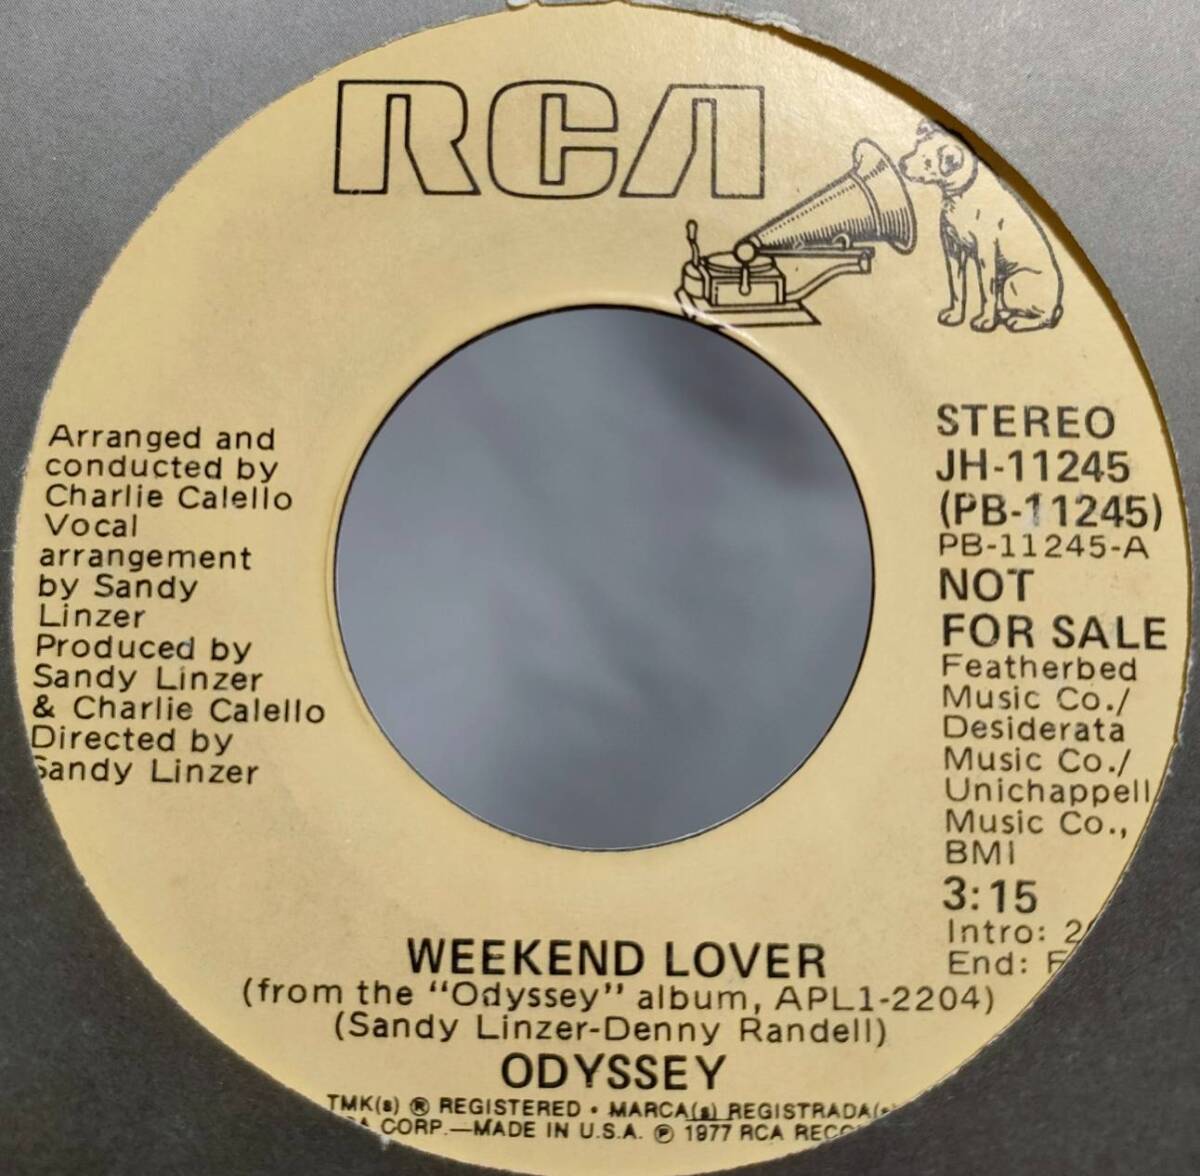 RCA
Arranged and
conducted by
Charlie Calello
Vocal
arrangement
by Sandy
Linzer
Produced by
Sandy Linzer
& Charlie Calello
Directed by
Sandy Linzer
STEREO
JH-11245
(PB-11245)
PB-11245-A
NOT
FOR SALE
Featherbed
Music Co./
Desiderata
Music Co./
Unichappell
Music Co.,
BMI
3:15
Intro:
End:
WEEKEND LOVER
(from the "Odyssey" album, APL1-2204)
(Sandy Linzer-Denny Randell)
ODYSSEY
TMK(s) ® REGISTERED • MARCA(s) REGISTRADA
CORP.—MADE IN U.S.A. ℗ 1977 RCA